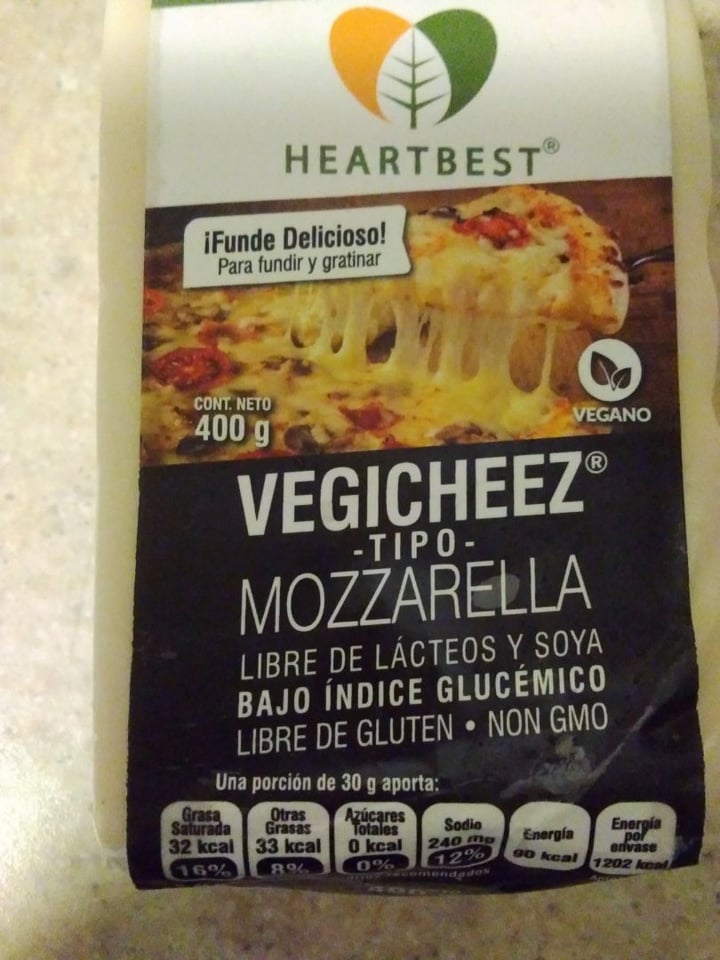 HEARTBEST®
¡Funde Delicioso!
Para fundir y gratinar
CONT. NETO
400 g
VEGANO
VEGICHEEZ®
-TIPO-
MOZZARELLA
LIBRE DE LÁCTEOS Y SOYA
BAJO ÍNDICE GLUCÉMICO
LIBRE DE GLUTEN • NON GMO
Una porción de 30 g aporta:
Grasa
Saturada
32 kcal
16%
Otras
Grasas
33 kcal
8%
Azúcares
Totales
0 kcal
0%
Sodio
240 mg
12%
Energía
90 kcal
Energía
por
envase
1202 kcal
recomendados